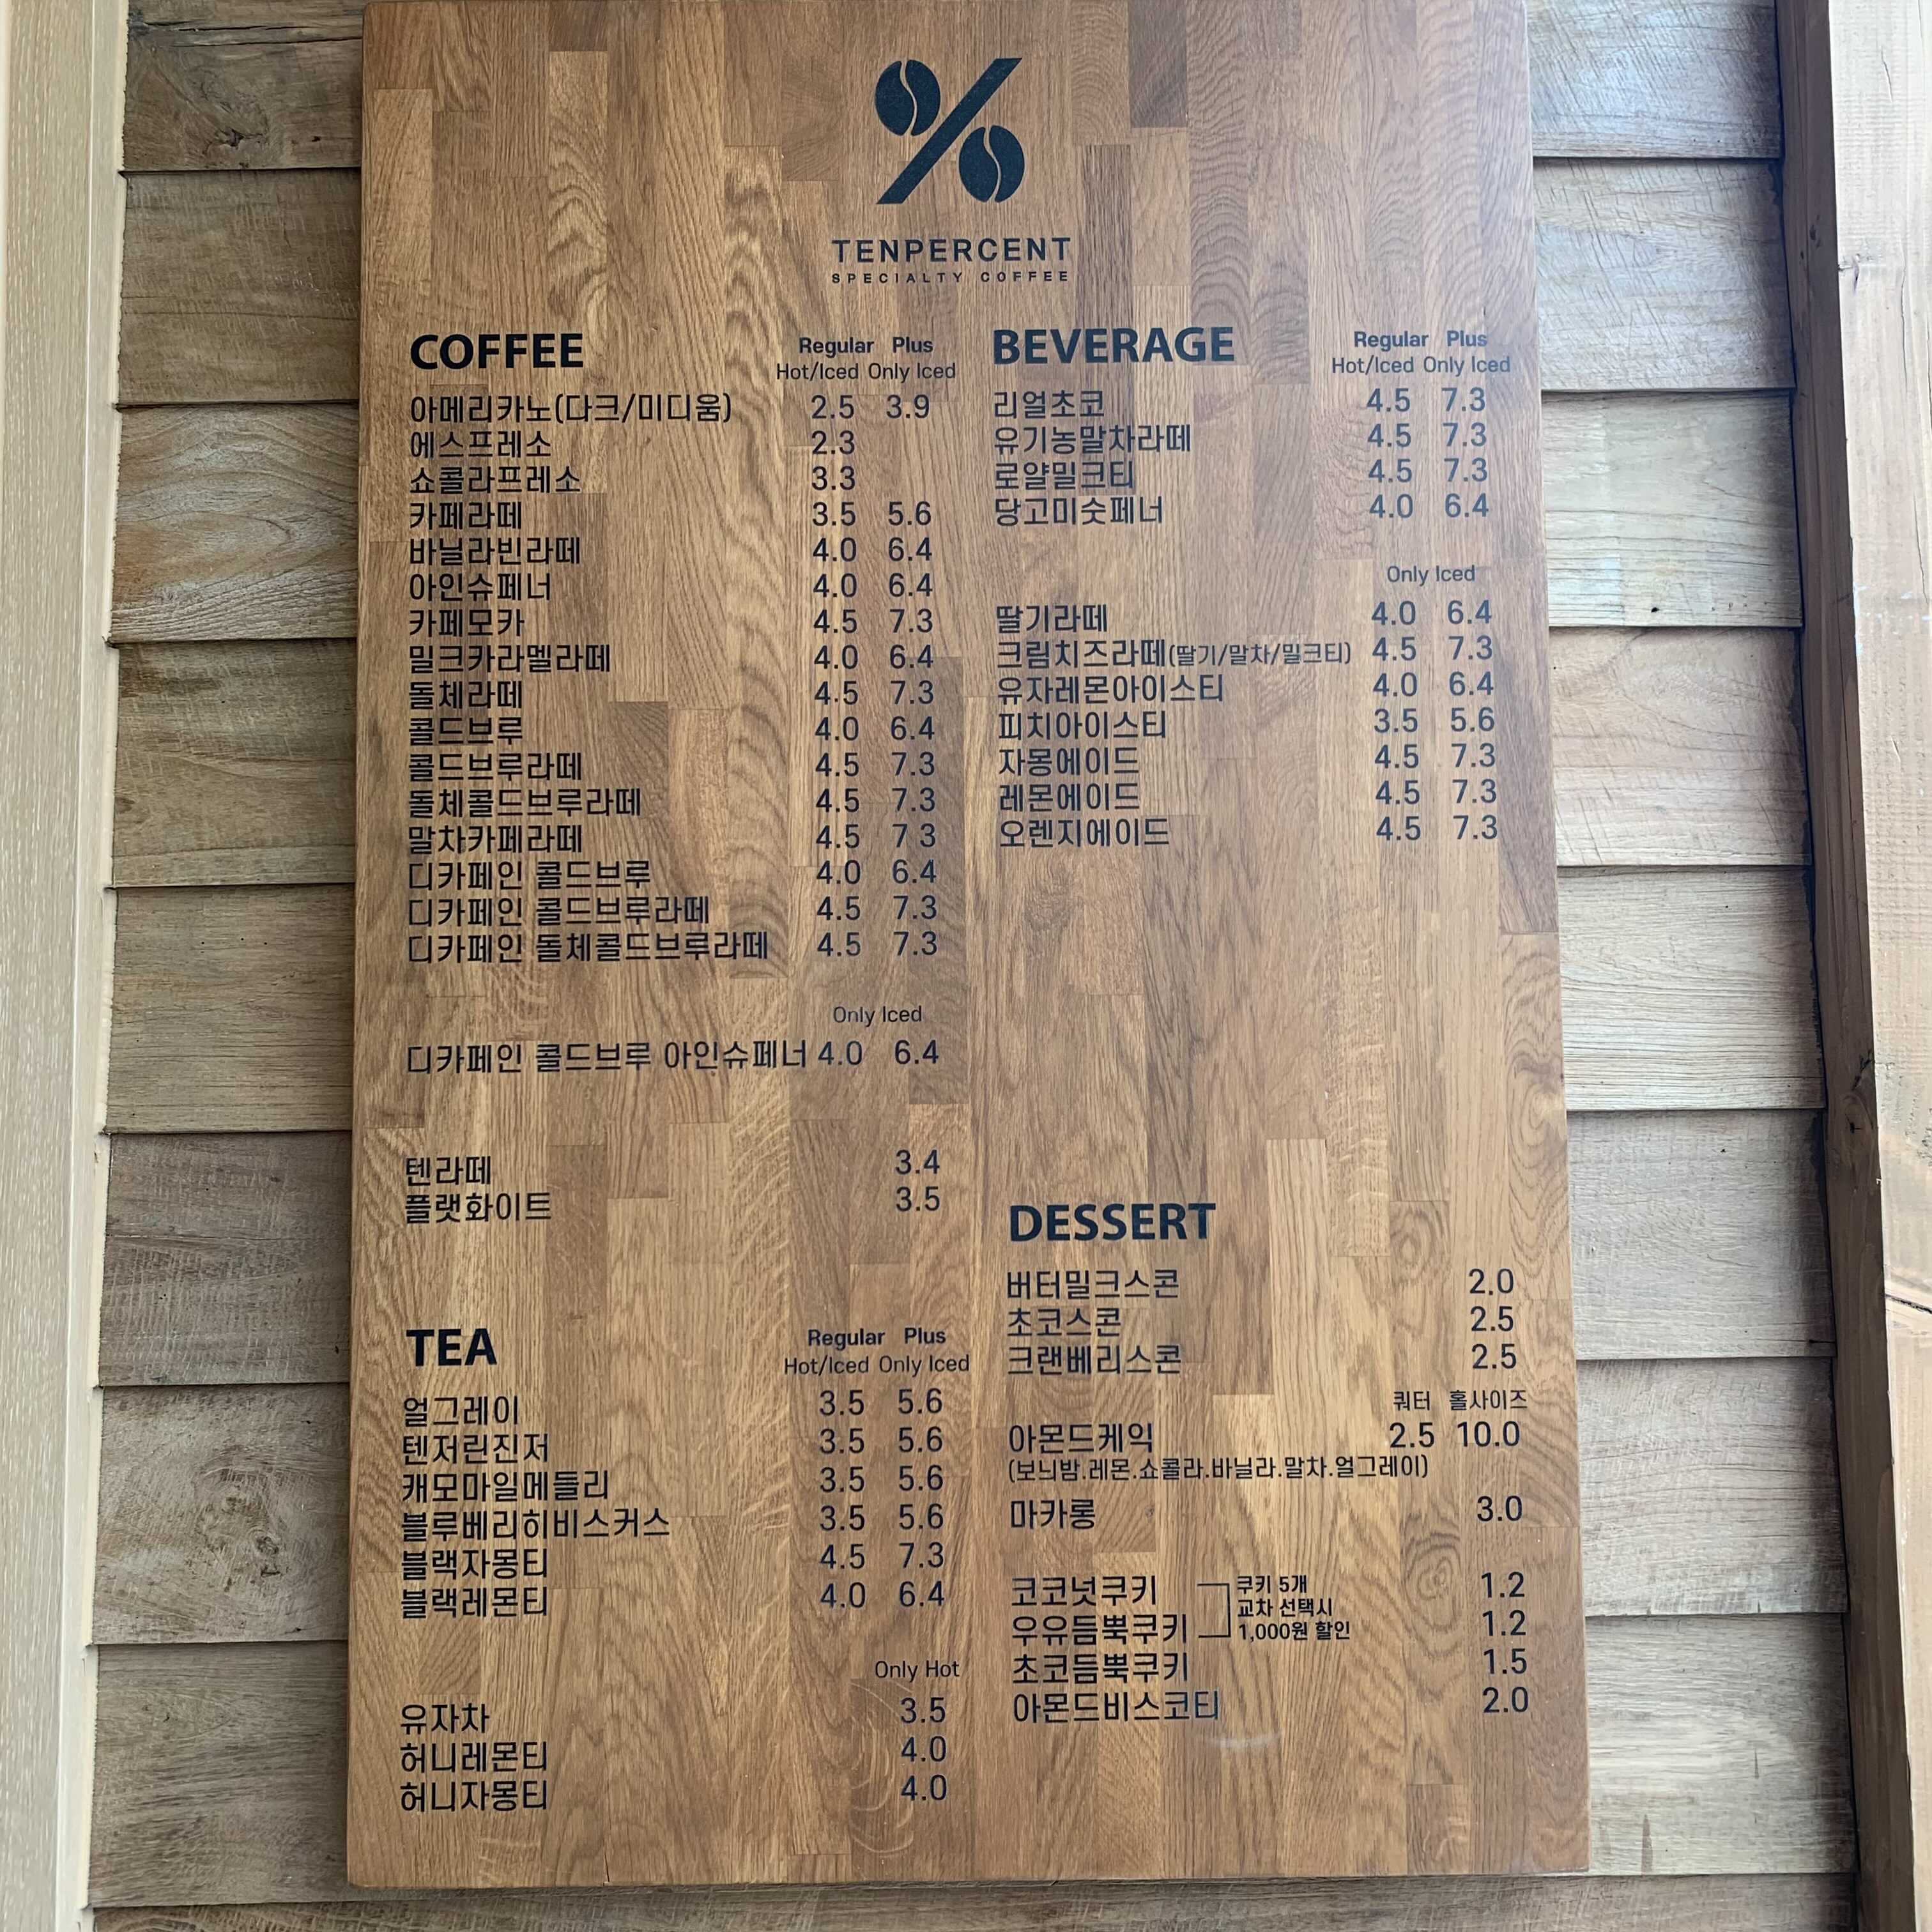 TENPERCENT
SPECIALTY COFFEE
COFFEE Regular Plus
Hot/Iced Only Iced
아메리카노(다크/미디움) 2.5 3.9
에스프레소 2.3
쇼콜라프레소 3.3
카페라떼 3.5 5.6
바닐라빈라떼 4.0 6.4
아인슈페너 4.0 6.4
카페모카 4.5 7.3
밀크카라멜라떼 4.0 6.4
돌체라떼 4.5 7.3
콜드브루 4.0 6.4
콜드브루라떼 4.5 7.3
돌체콜드브루라떼 4.5 7.3
말차카페라떼 4.5 7 3
디카페인 콜드브루 4.0 6.4
디카페인 콜드브루라떼 4.5 7.3
디카페인 돌체콜드브루라떼 4.5 7.3
Only Iced
디카페인 콜드브루 아인슈페너 4.0 6.4
텐라떼 3.4
플랫화이트 3.5
TEA Regular Plus
Hot/Iced Only Iced
얼그레이 3.5 5.6
텐저린진저 3.5 5.6
캐모마일메들리 3.5 5.6
블루베리히비스커스 3.5 5.6
블랙자몽티 4.5 7.3
블랙레몬티 4.0 6.4
Only Hot
유자차 3.5
허니레몬티 4.0
허니자몽티 4.0
BEVERAGE Regular Plus
Hot/Iced Only Iced
리얼초코 4.5 7.3
유기농말차라떼 4.5 7.3
로얄밀크티 4.5 7.3
당고미숫페너 4.0 6.4
Only Iced
딸기라떼 4.0 6.4
크림치즈라떼(딸기/말차/밀크티) 4.5 7.3
유자레몬아이스티 4.0 6.4
피치아이스티 3.5 5.6
자몽에이드 4.5 7.3
레몬에이드 4.5 7.3
오렌지에이드 4.5 7.3
DESSERT
버터밀크스콘 2.0
초코스콘 2.5
크랜베리스콘 2.5
쿼터 홀사이즈
아몬드케익 2.5 10.0
(보늬밤.레몬.쇼콜라.바닐라.말차.얼그레이)
마카롱 3.0
코코넛쿠키 1.2
우유듬뿍쿠키 1.2
쿠키 5개
교차 선택시
1,000원 할인
초코듬뿍쿠키 1.5
아몬드비스코티 2.0